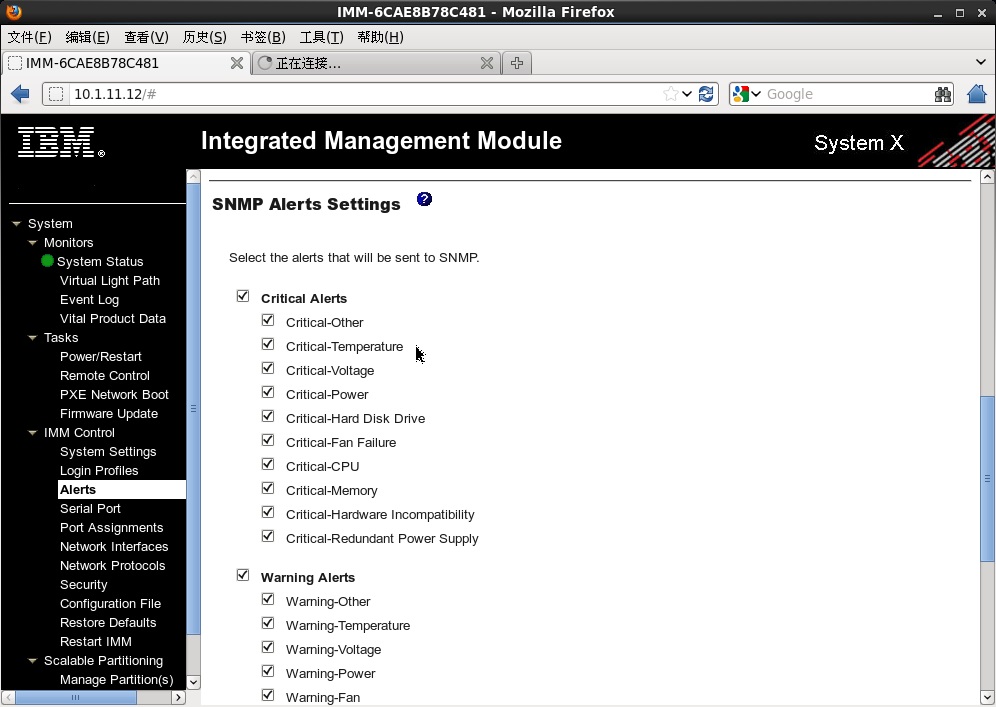 IMM-6CAE8B78C481 - Mozilla Firefox
文件(F) 编辑(E) 查看(V) 历史(S) 书签(B) 工具(T) 帮助(H)
IMM-6CAE8B78C481
正在连接...
10.1.11.12/#
Google
IBM®
Integrated Management Module
System X
System
Monitors
System Status
Virtual Light Path
Event Log
Vital Product Data
Tasks
Power/Restart
Remote Control
PXE Network Boot
Firmware Update
IMM Control
System Settings
Login Profiles
Alerts
Serial Port
Port Assignments
Network Interfaces
Network Protocols
Security
Configuration File
Restore Defaults
Restart IMM
Scalable Partitioning
Manage Partition(s)
SNMP Alerts Settings ?
Select the alerts that will be sent to SNMP.
Critical Alerts
Critical-Other
Critical-Temperature
Critical-Voltage
Critical-Power
Critical-Hard Disk Drive
Critical-Fan Failure
Critical-CPU
Critical-Memory
Critical-Hardware Incompatibility
Critical-Redundant Power Supply
Warning Alerts
Warning-Other
Warning-Temperature
Warning-Voltage
Warning-Power
Warning-Fan